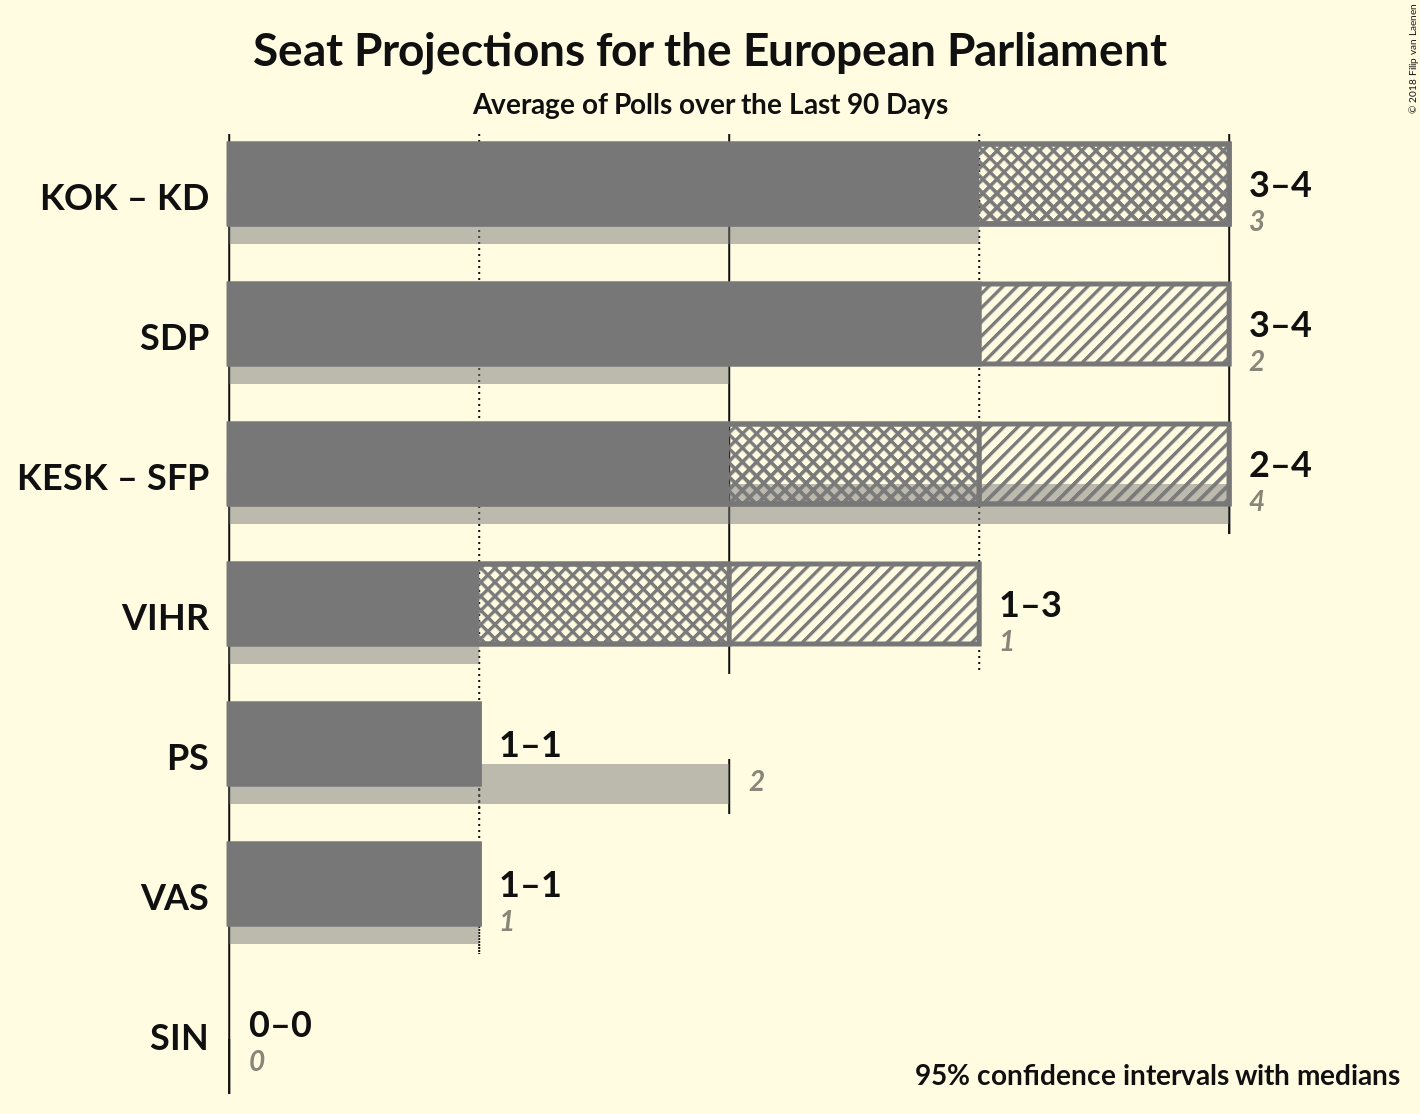 Seat Projections for the European Parliament
Average of Polls over the Last 90 Days
© 2018 Filip van Laenen
KOK – KD
3–4
3
SDP
3–4
2
KESK – SFP
2–4
4
VIHR
1–3
1
PS
1–1
2
VAS
1–1
1
SIN
0–0
0
95% confidence intervals with medians